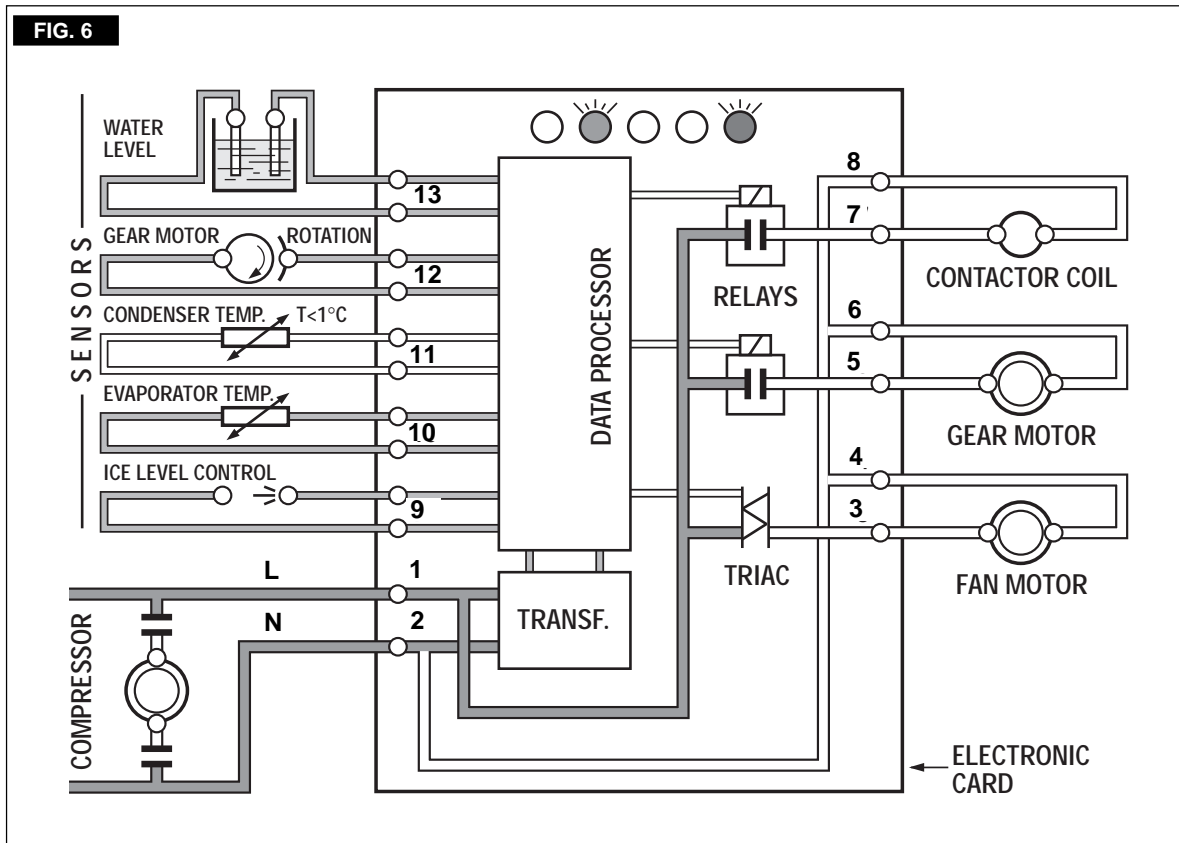 FIG. 6
WATER
LEVEL
13
GEAR MOTOR
ROTATION
12
CONDENSER TEMP.
T<1°C
11
EVAPORATOR TEMP.
10
ICE LEVEL CONTROL
9
SENSORS
L
1
N
2
COMPRESSOR
DATA PROCESSOR
TRANSF.
RELAYS
TRIAC
8
7
CONTACTOR COIL
6
5
GEAR MOTOR
4
3
FAN MOTOR
ELECTRONIC
CARD